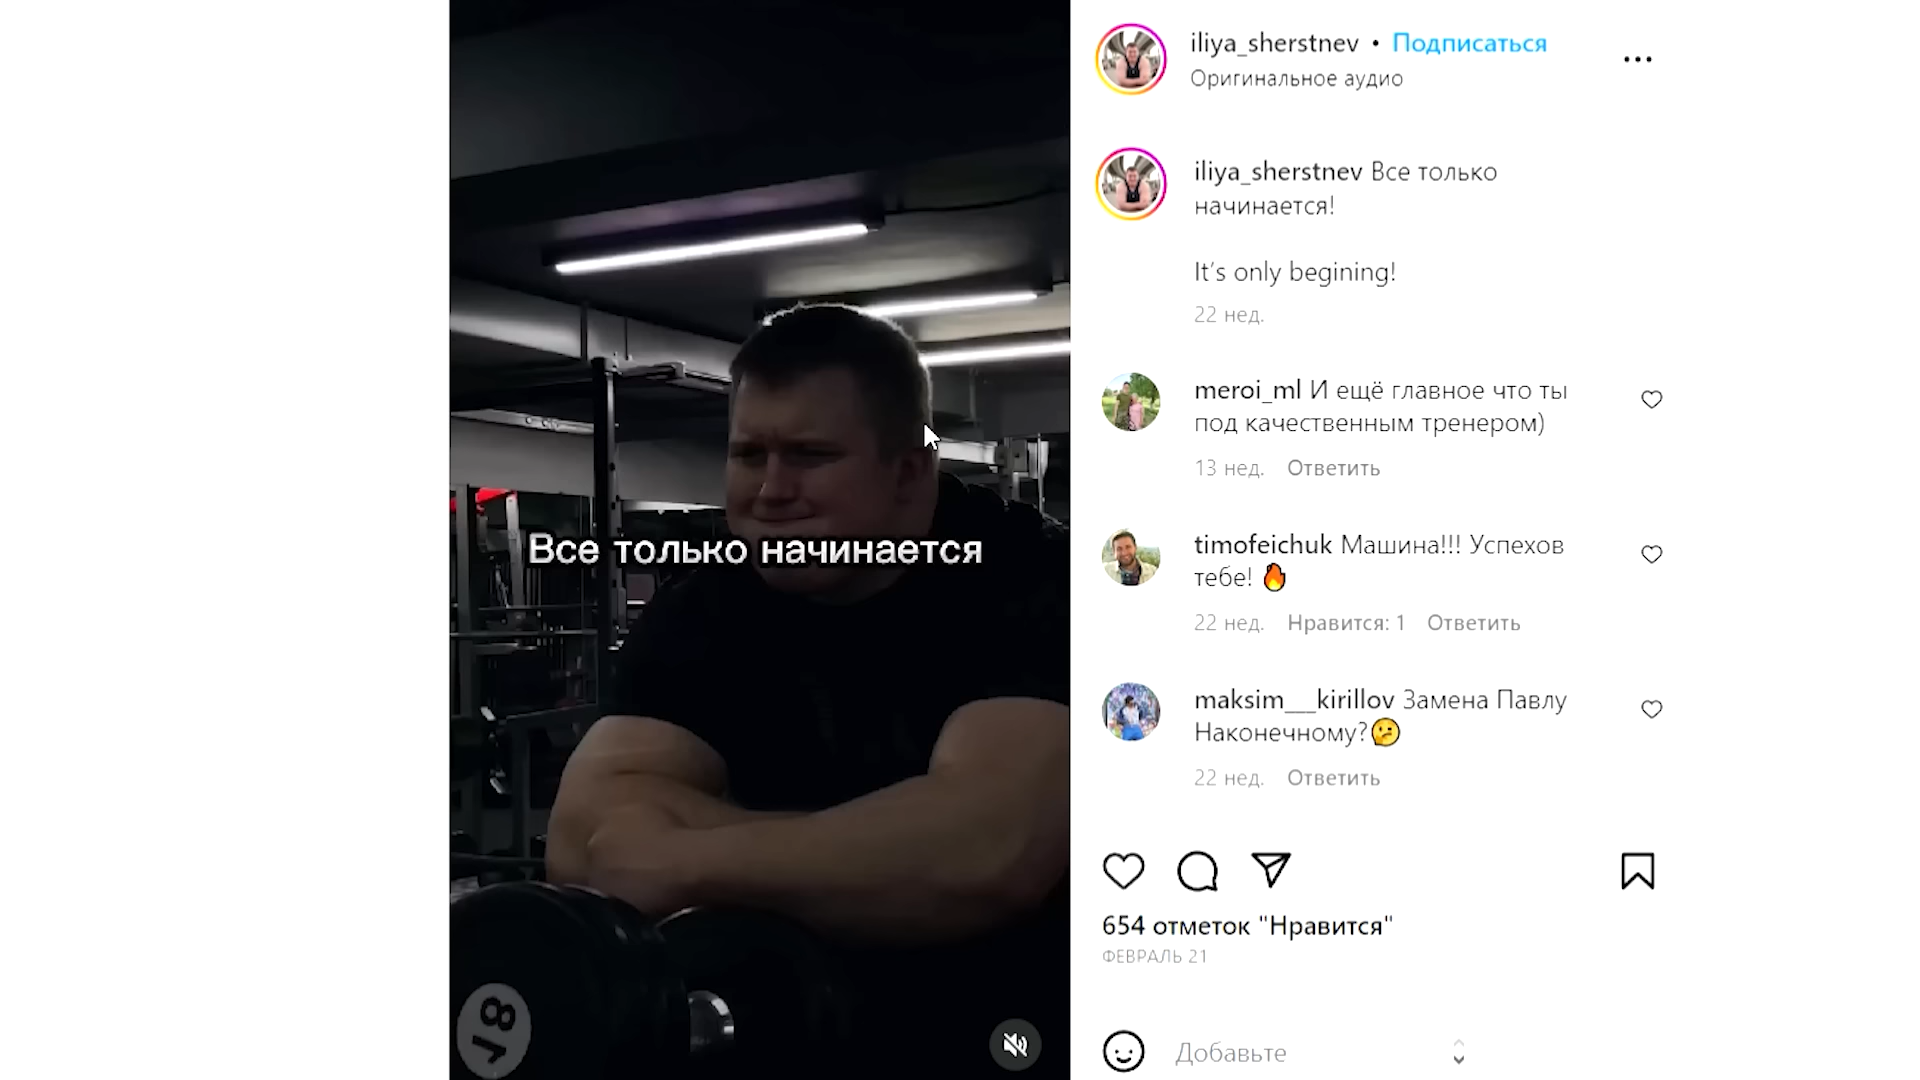 Все только начинается
18
iliya_sherstnev • Подписаться
Оригинальное аудио
iliya_sherstnev Все только
начинается!
It’s only begining!
22 нед.
meroi_ml И ещё главное что ты
под качественным тренером)
13 нед. Ответить
timofeichuk Машина!!! Успехов
тебе! 🔥
22 нед. Нравится: 1 Ответить
maksim___kirillov Замена Павлу
Наконечному?🤔
22 нед. Ответить
654 отметок "Нравится"
ФЕВРАЛЬ 21
Добавьте